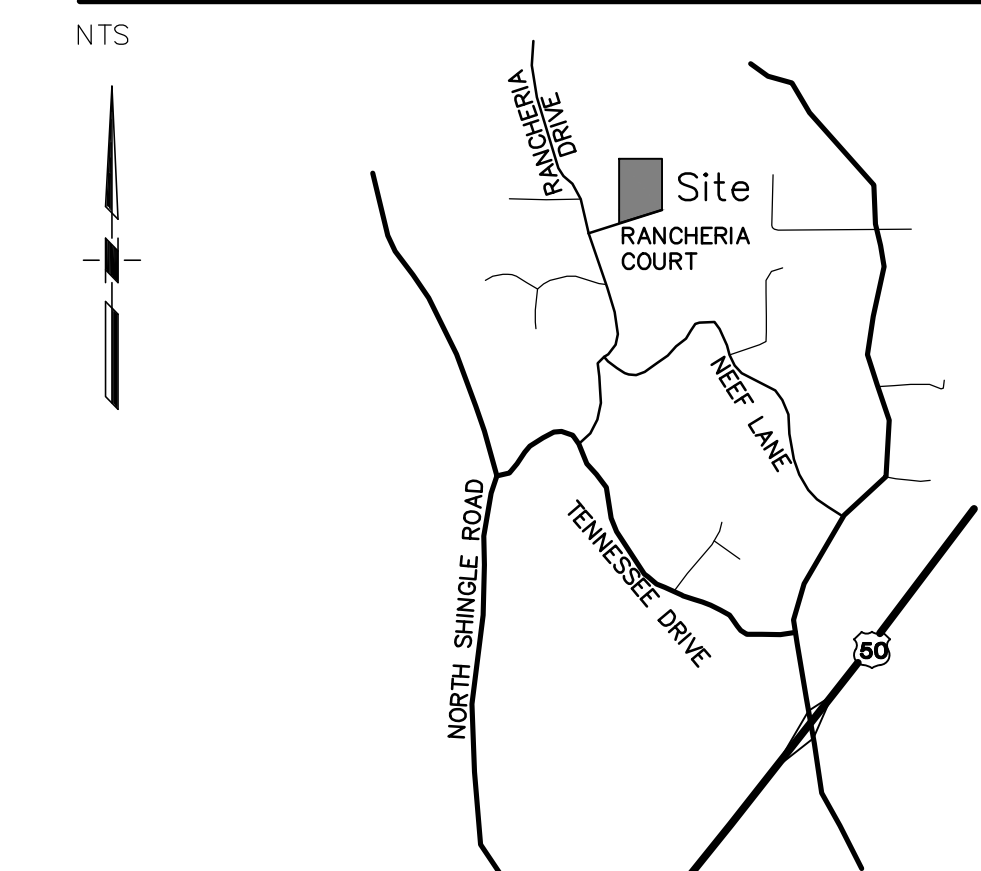 NTS
RANCHERIA
DRIVE
Site
RANCHERIA
COURT
NEEF LANE
NORTH SHINGLE ROAD
TENNESSEE DRIVE
50